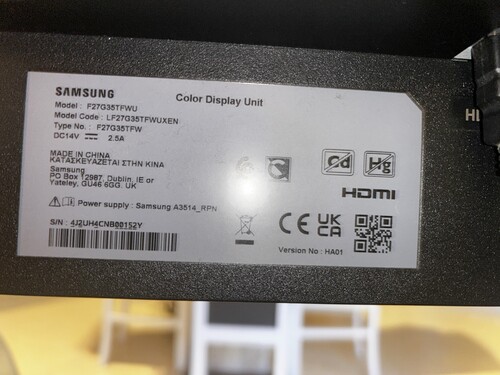 SAMSUNG
Color Display Unit
Model : F27G35TFWU
Model Code : LF27G35TFWUXEN
Type No. : F27G35TFW
DC14V ⎓ 2.5A
MADE IN CHINA
ΚΑΤΑΣΚΕΥΑΖΕΤΑΙ ΣΤΗΝ ΚΙΝΑ
Samsung
PO Box 12987, Dublin, IE or
Yateley, GU46 6GG, UK
Power supply : Samsung A3514_RPN
S/N : 4J2UH4CNB00152Y
Cd
Hg
HDMI
CE
UK
CA
Version No : HA01